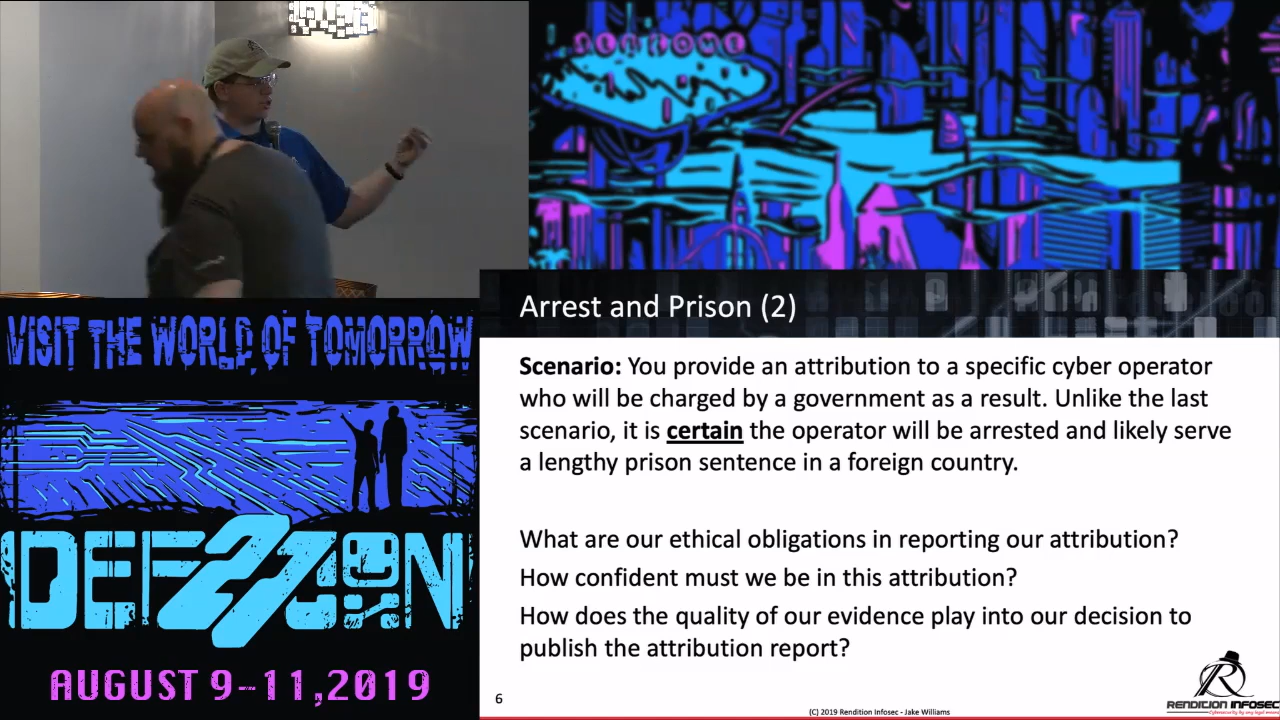 WELCOME
VISIT THE WORLD OF TOMORROW
DEF27CON
AUGUST 9-11,2019
Arrest and Prison (2)
Scenario: You provide an attribution to a specific cyber operator
who will be charged by a government as a result. Unlike the last
scenario, it is certain the operator will be arrested and likely serve
a lengthy prison sentence in a foreign country.
What are our ethical obligations in reporting our attribution?
How confident must we be in this attribution?
How does the quality of our evidence play into our decision to
publish the attribution report?
6
(C) 2019 Rendition Infosec - Jake Williams
R
RENDITION INFOSEC